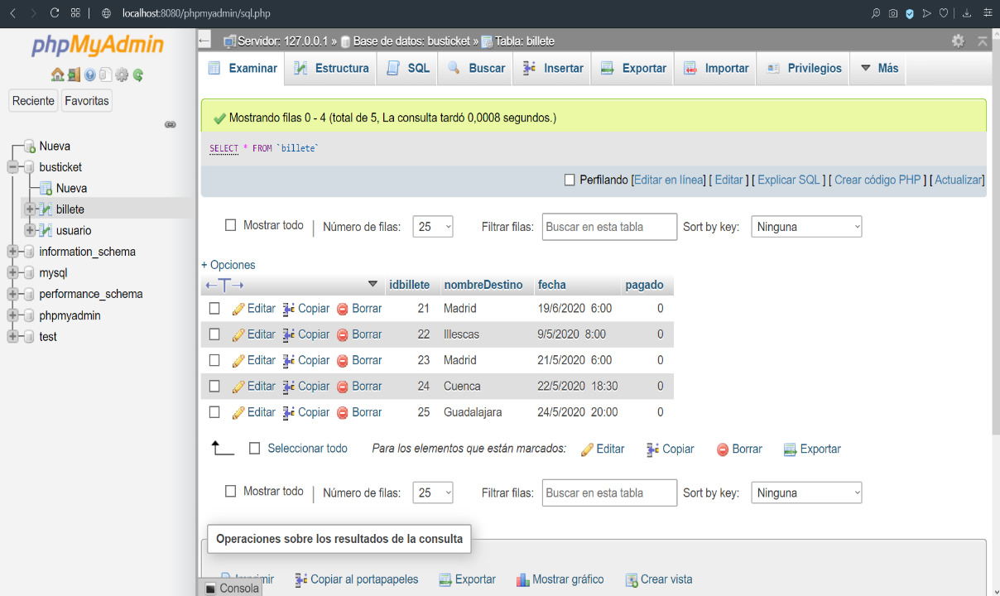 localhost:8080/phpmyadmin/sql.php
phpMyAdmin
Reciente Favoritas
Nueva
busticket
Nueva
billete
usuario
information_schema
mysql
performance_schema
phpmyadmin
test
Servidor: 127.0.0.1 » Base de datos: busticket » Tabla: billete
Examinar Estructura SQL Buscar Insertar Exportar Importar Privilegios Más
Mostrando filas 0 - 4 (total de 5, La consulta tardó 0,0008 segundos.)
SELECT * FROM `billete`
Perfilando [Editar en línea] [ Editar ] [ Explicar SQL ] [ Crear código PHP ] [ Actualizar]
Mostrar todo | Número de filas: 25 Filtrar filas: Buscar en esta tabla Sort by key: Ninguna
+ Opciones
←T→ idbillete nombreDestino fecha pagado
Editar Copiar Borrar 21 Madrid 19/6/2020 6:00 0
Editar Copiar Borrar 22 Illescas 9/5/2020 8:00 0
Editar Copiar Borrar 23 Madrid 21/5/2020 6:00 0
Editar Copiar Borrar 24 Cuenca 22/5/2020 18:30 0
Editar Copiar Borrar 25 Guadalajara 24/5/2020 20:00 0
Seleccionar todo Para los elementos que están marcados: Editar Copiar Borrar Exportar
Mostrar todo | Número de filas: 25 Filtrar filas: Buscar en esta tabla Sort by key: Ninguna
Operaciones sobre los resultados de la consulta
Imprimir Copiar al portapapeles Exportar Mostrar gráfico Crear vista
Consola